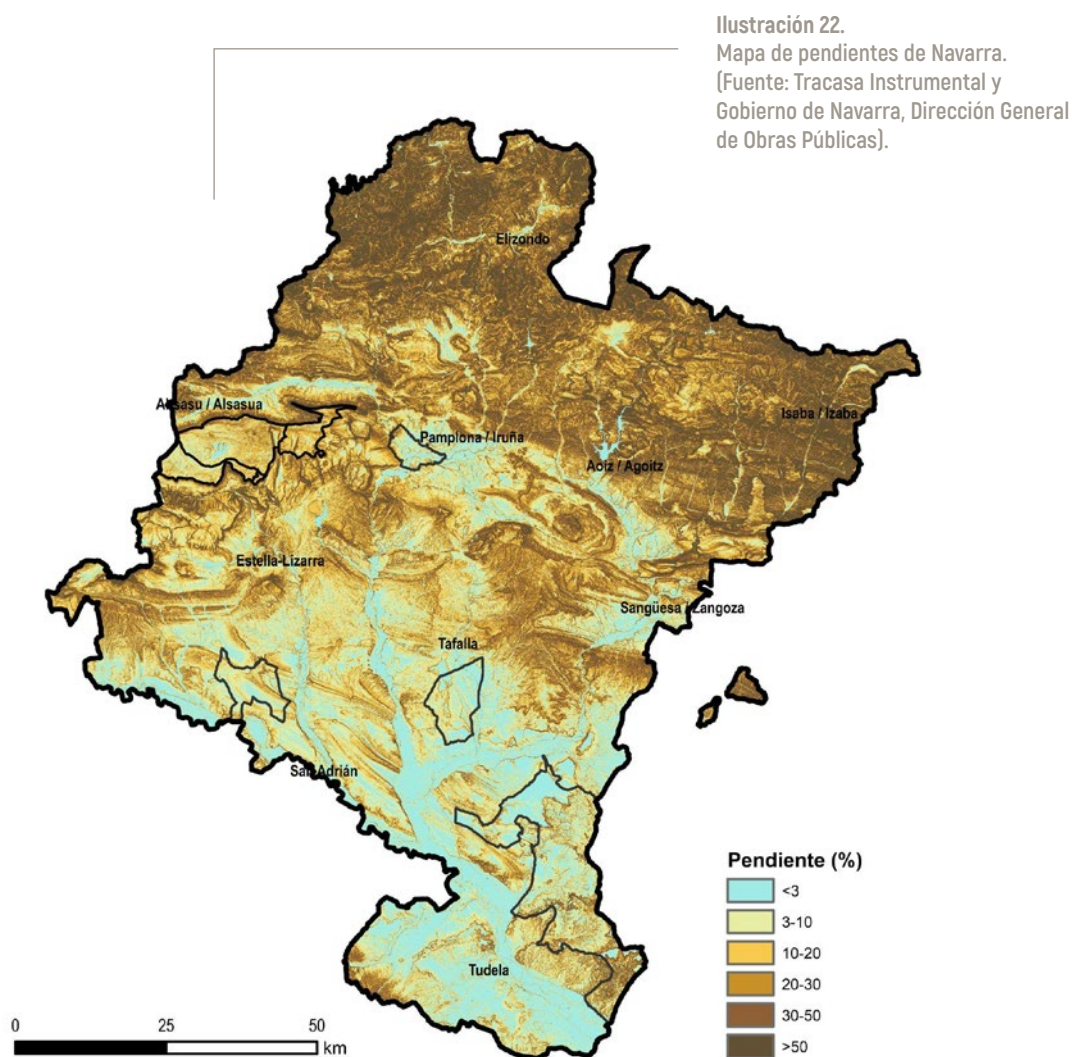 Ilustración 22.
Mapa de pendientes de Navarra.
(Fuente: Tracasa Instrumental y
Gobierno de Navarra, Dirección General
de Obras Públicas).
Elizondo
Altsasu / Alsasua
Isaba / Izaba
Pamplona / Iruña
Aoiz / Agoitz
Estella-Lizarra
Sangüesa / Zangoza
Tafalla
San Adrián
Tudela
Pendiente (%)
<3
3-10
10-20
20-30
30-50
>50
0 25 50
km